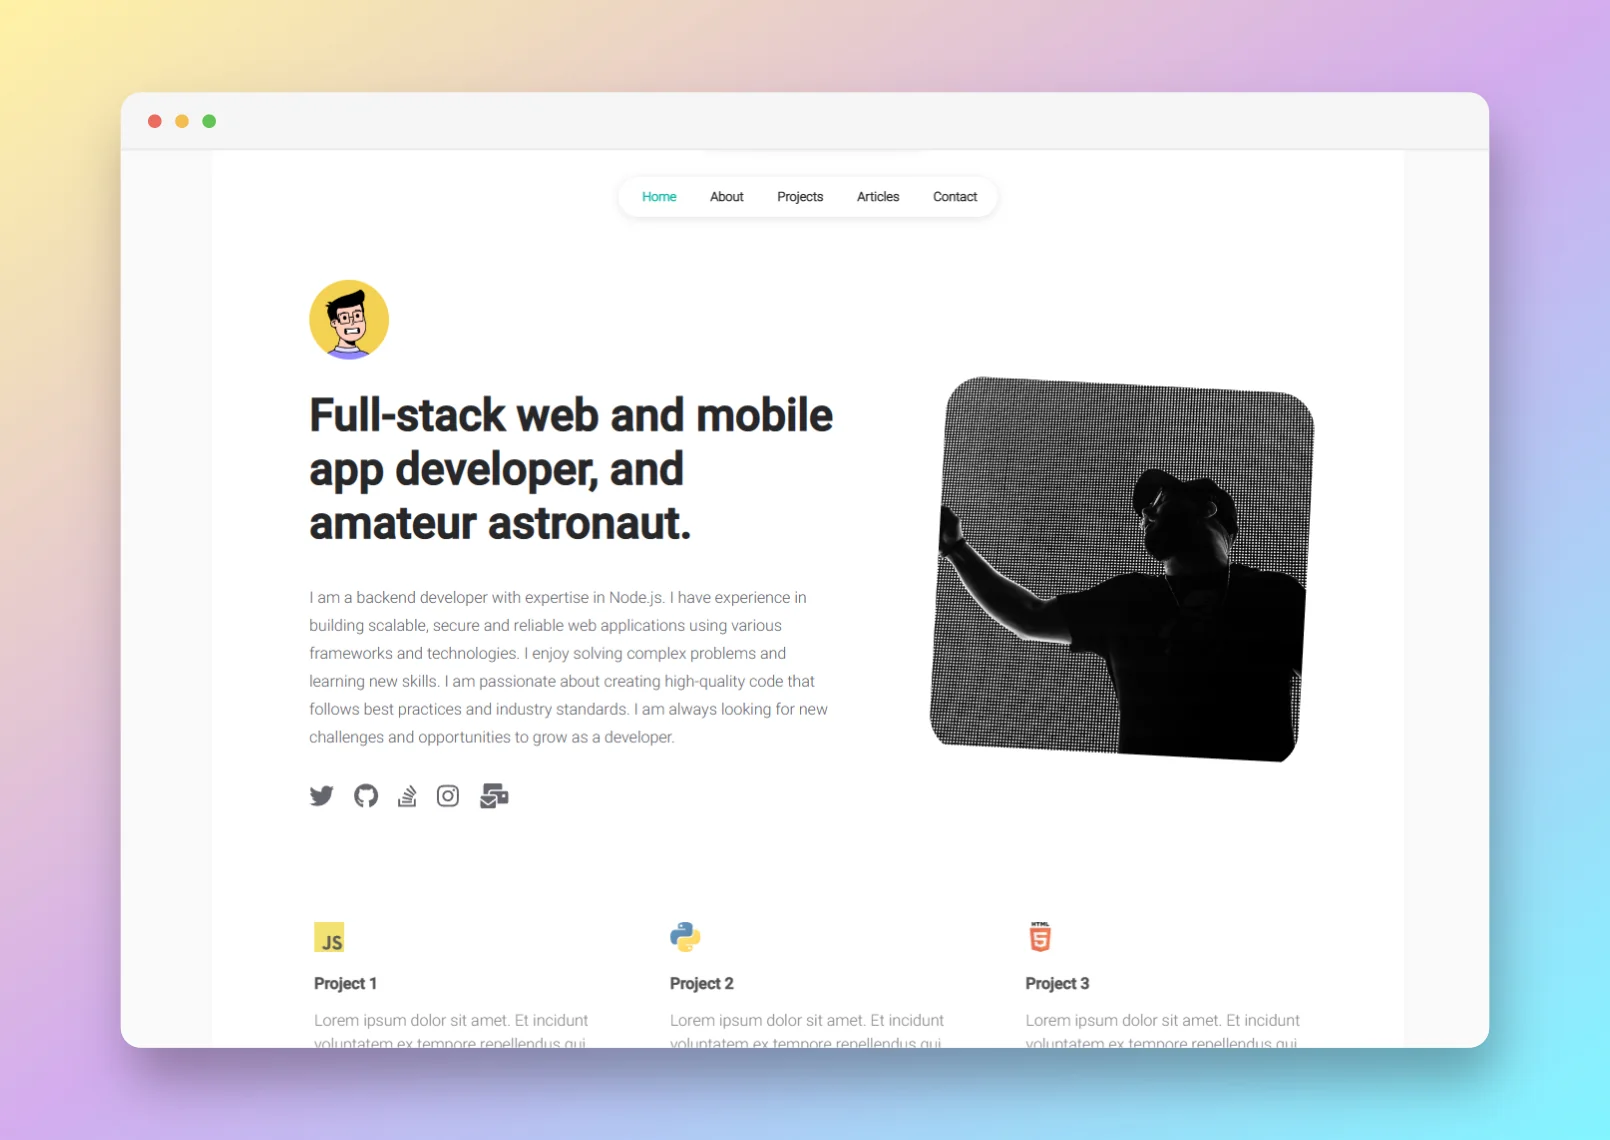 Home About Projects Articles Contact
Full-stack web and mobile
app developer, and
amateur astronaut.
I am a backend developer with expertise in Node.js. I have experience in
building scalable, secure and reliable web applications using various
frameworks and technologies. I enjoy solving complex problems and
learning new skills. I am passionate about creating high-quality code that
follows best practices and industry standards. I am always looking for new
challenges and opportunities to grow as a developer.
JS
Project 1
Lorem ipsum dolor sit amet. Et incidunt
voluptatem ex tempore repellendus qui
Project 2
Lorem ipsum dolor sit amet. Et incidunt
voluptatem ex tempore repellendus qui
HTML
5
Project 3
Lorem ipsum dolor sit amet. Et incidunt
voluptatem ex tempore repellendus qui